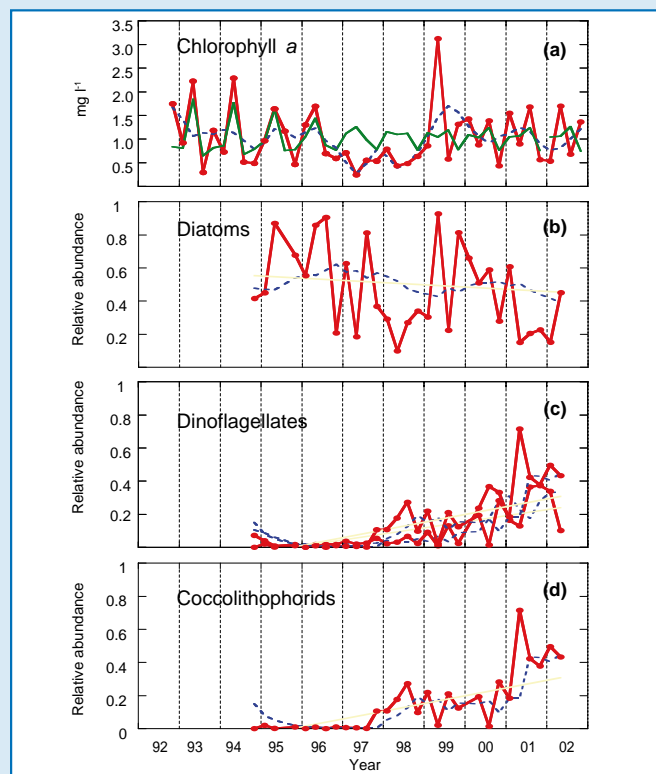 3.5
3.0
2.5
2.0
1.5
1.0
0.5
mg l-1
Chlorophyll a
(a)
1
0.8
0.6
0.4
0.2
Relative abundance
Diatoms
(b)
1
0.8
0.6
0.4
0.2
Relative abundance
Dinoflagellates
(c)
1
0.8
0.6
0.4
0.2
0
Relative abundance
Coccolithophorids
(d)
92 93 94 95 96 97 98 99 00 01 02
Year